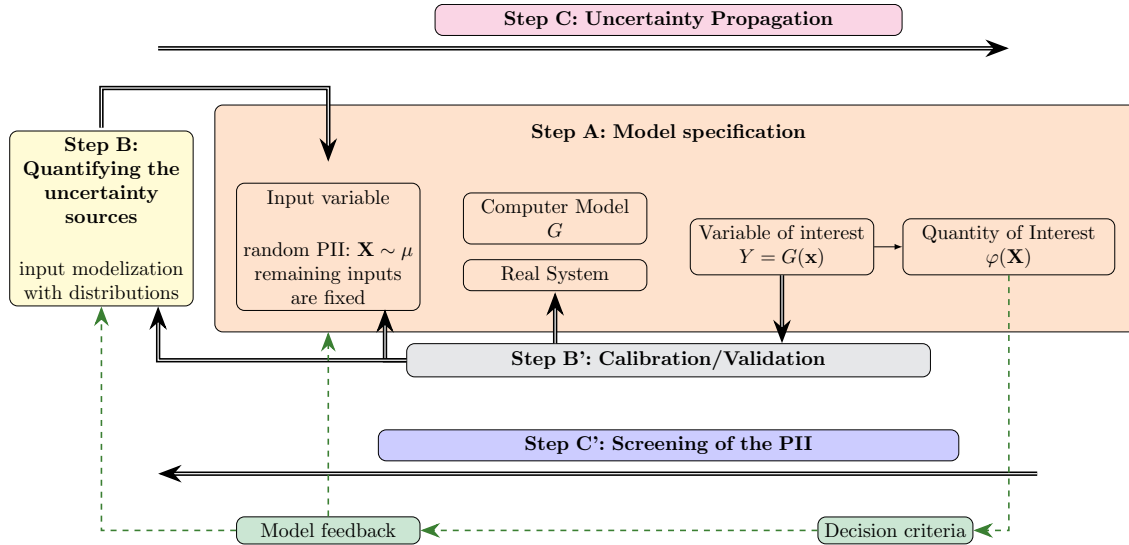 Step C: Uncertainty Propagation
Step A: Model specification
Step B:
Quantifying the
uncertainty
sources
input modelization
with distributions
Input variable
random PII: X ∼ μ
remaining inputs
are fixed
Computer Model
G
Real System
Variable of interest
Y = G(x)
Quantity of Interest
φ(X)
Step B’: Calibration/Validation
Step C’: Screening of the PII
Model feedback
Decision criteria